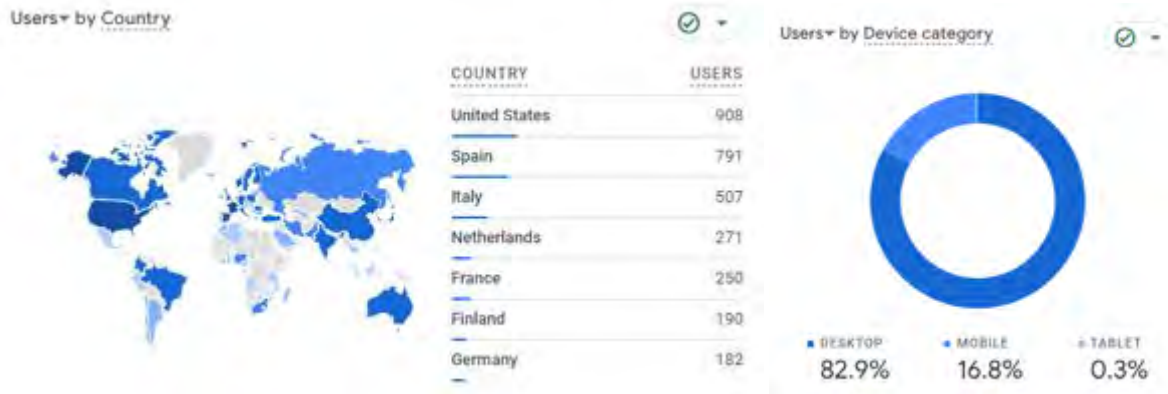 Users by Country
COUNTRY USERS
United States 908
Spain 791
Italy 507
Netherlands 271
France 250
Finland 190
Germany 182
Users by Device category
DESKTOP MOBILE TABLET
82.9% 16.8% 0.3%